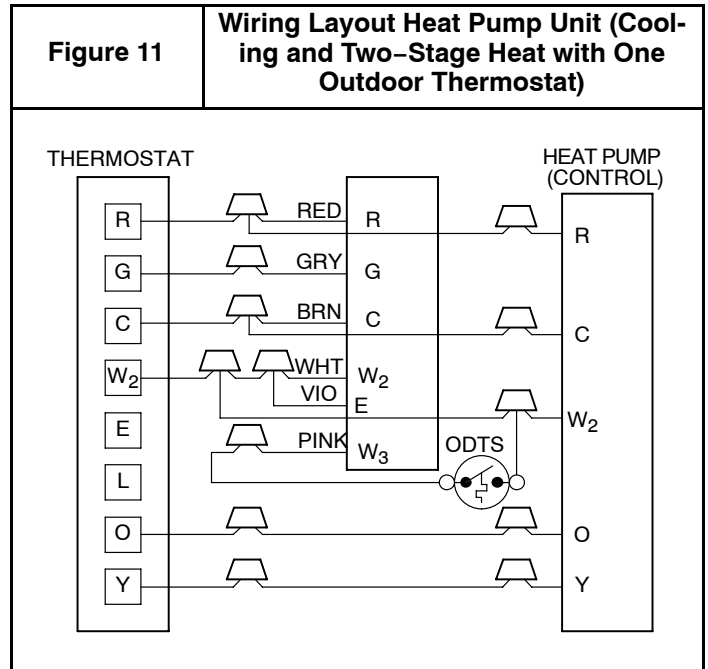 Figure 11
Wiring Layout Heat Pump Unit (Cool-
ing and Two−Stage Heat with One
Outdoor Thermostat)
THERMOSTAT
HEAT PUMP
(CONTROL)
R RED R R
G GRY G
C BRN C C
W2 WHT W2 W2
VIO E
E PINK W3 ODTS
L
O O
Y Y